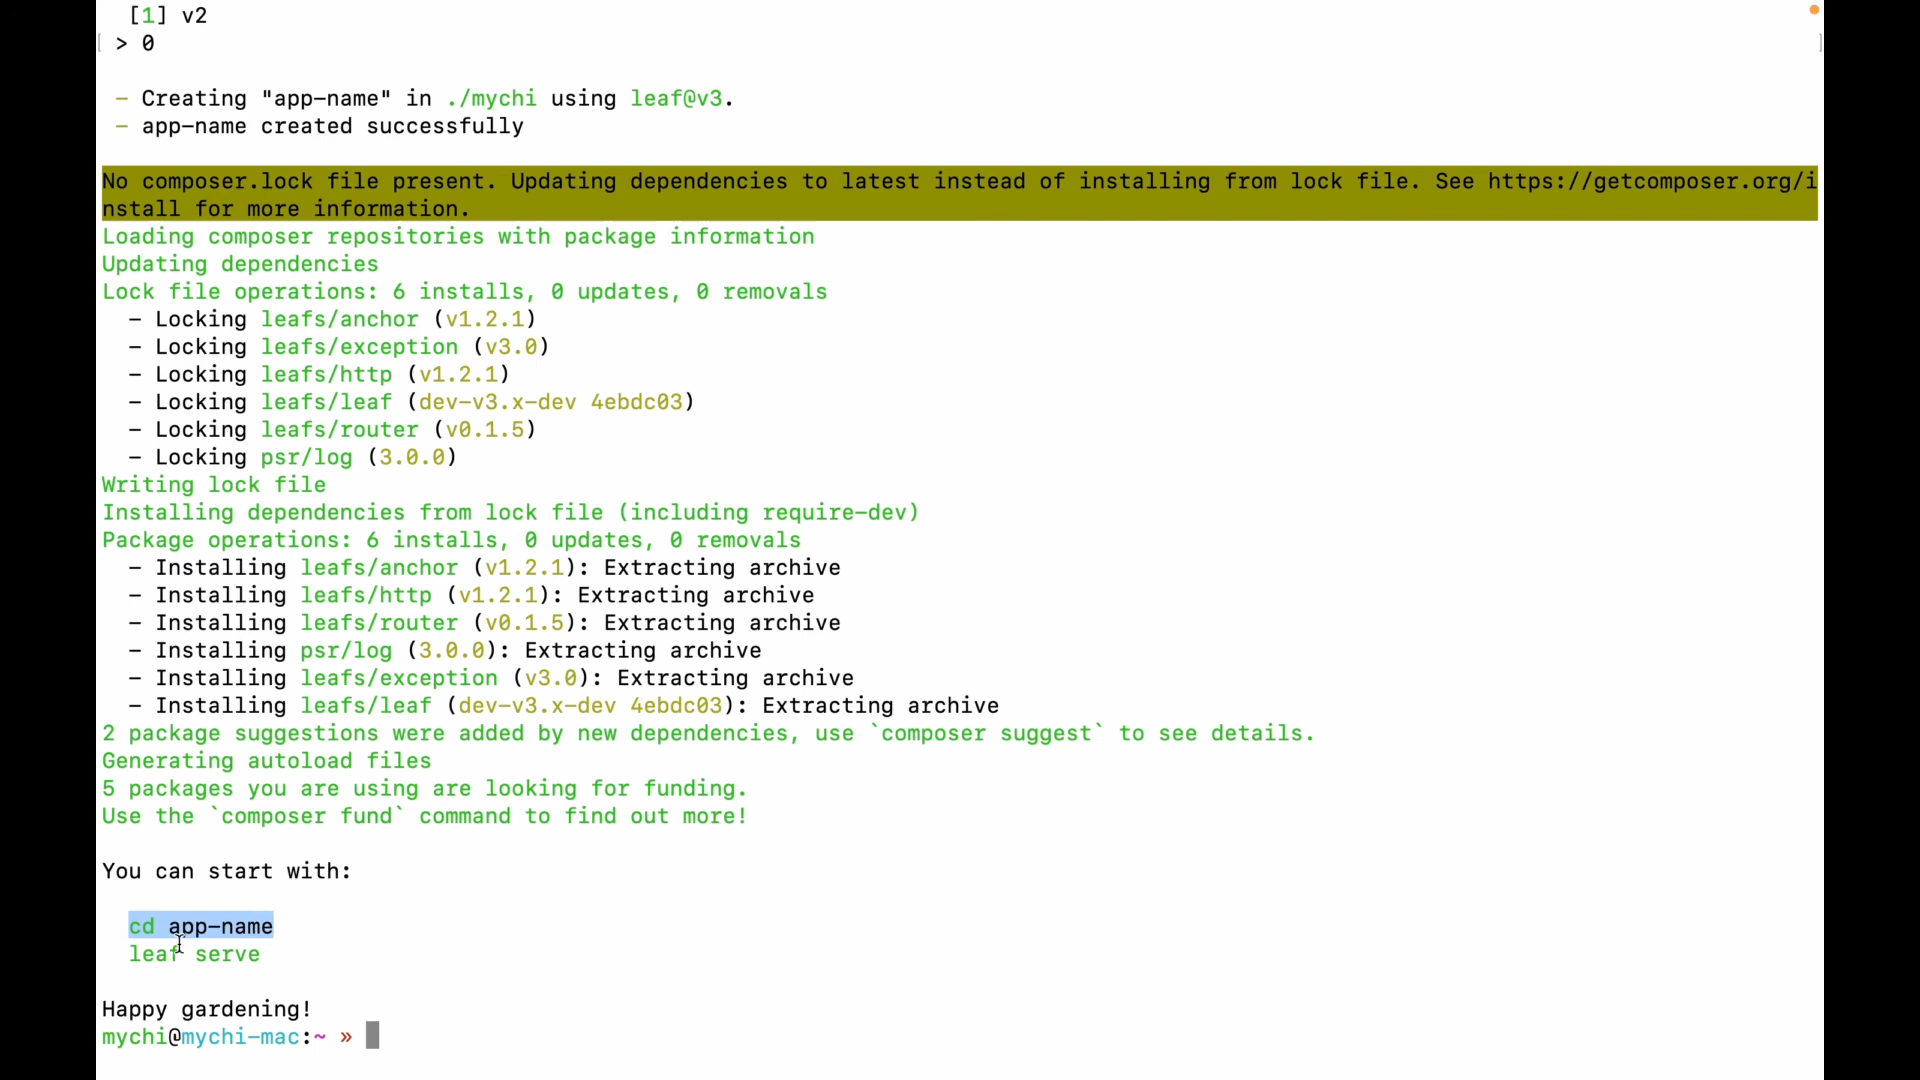 [1] v2
> 0
– Creating "app-name" in ./mychi using leaf@v3.
– app-name created successfully
No composer.lock file present. Updating dependencies to latest instead of installing from lock file. See https://getcomposer.org/i
nstall for more information.
Loading composer repositories with package information
Updating dependencies
Lock file operations: 6 installs, 0 updates, 0 removals
– Locking leafs/anchor (v1.2.1)
– Locking leafs/exception (v3.0)
– Locking leafs/http (v1.2.1)
– Locking leafs/leaf (dev-v3.x-dev 4ebdc03)
– Locking leafs/router (v0.1.5)
– Locking psr/log (3.0.0)
Writing lock file
Installing dependencies from lock file (including require-dev)
Package operations: 6 installs, 0 updates, 0 removals
– Installing leafs/anchor (v1.2.1): Extracting archive
– Installing leafs/http (v1.2.1): Extracting archive
– Installing leafs/router (v0.1.5): Extracting archive
– Installing psr/log (3.0.0): Extracting archive
– Installing leafs/exception (v3.0): Extracting archive
– Installing leafs/leaf (dev-v3.x-dev 4ebdc03): Extracting archive
2 package suggestions were added by new dependencies, use `composer suggest` to see details.
Generating autoload files
5 packages you are using are looking for funding.
Use the `composer fund` command to find out more!
You can start with:
cd app-name
leaf serve
Happy gardening!
mychi@mychi-mac:~ »